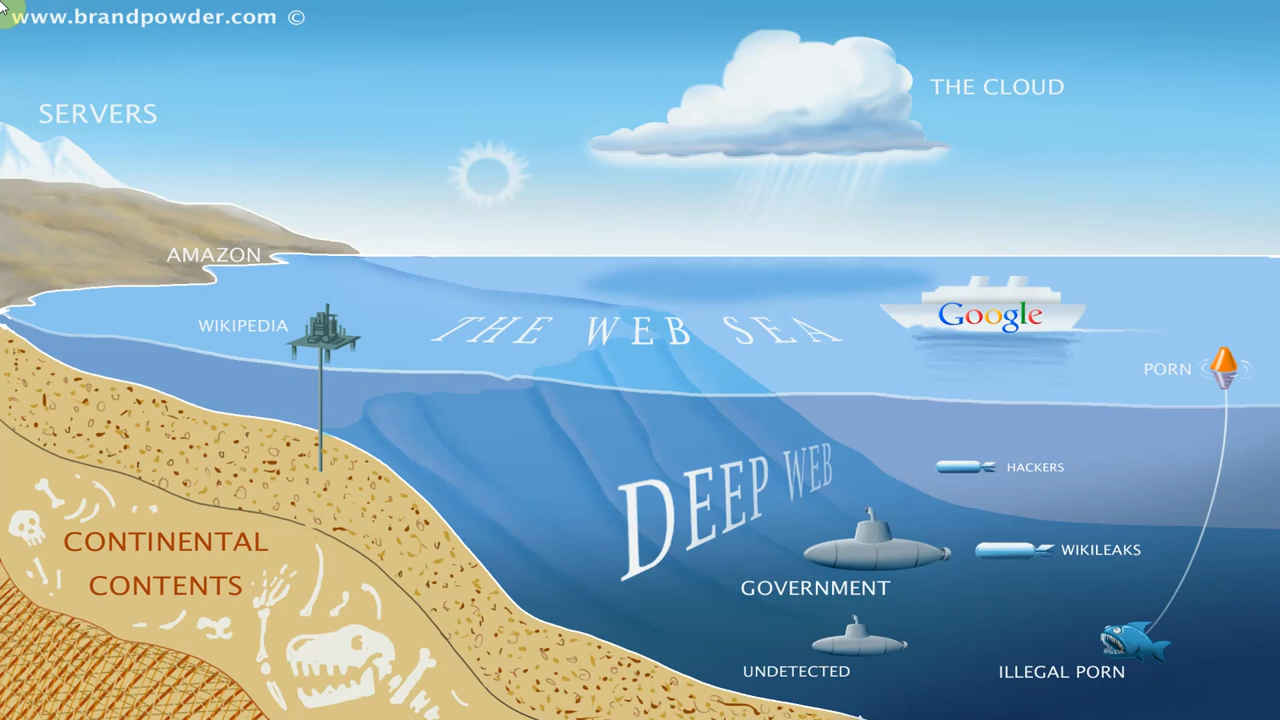 www.brandpowder.com ©
THE CLOUD
SERVERS
AMAZON
WIKIPEDIA
THE WEB SEA
Google
PORN
DEEP WEB
HACKERS
CONTINENTAL
CONTENTS
WIKILEAKS
GOVERNMENT
UNDETECTED
ILLEGAL PORN